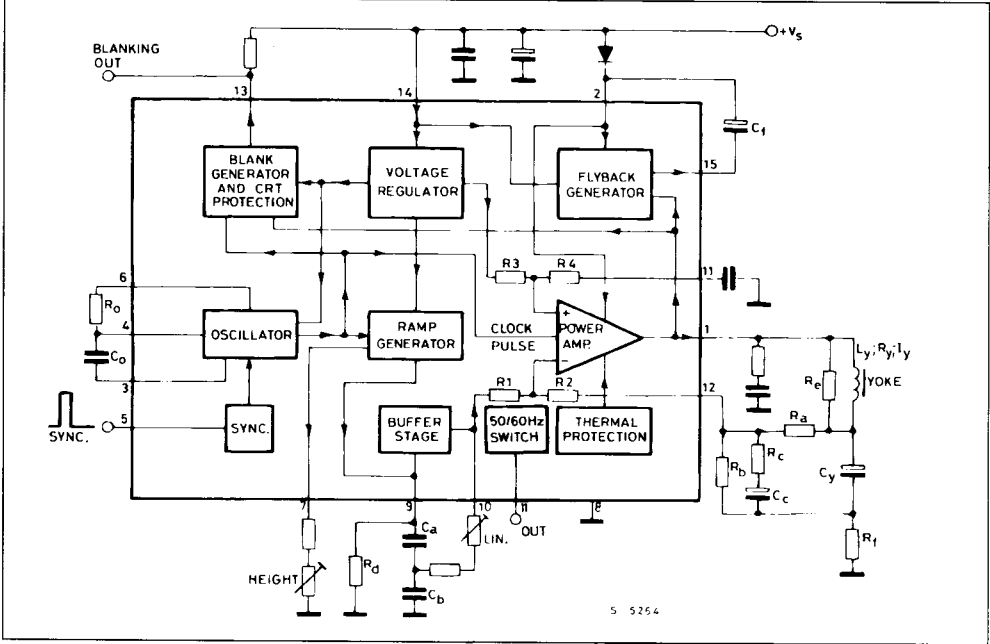 +Vs
BLANKING
OUT
13
14
2
Cf
15
BLANK
GENERATOR
AND CRT
PROTECTION
VOLTAGE
REGULATOR
FLYBACK
GENERATOR
R3
R4
11
6
Ro
4
Co
3
OSCILLATOR
RAMP
GENERATOR
CLOCK
PULSE
+
POWER
AMP.
−
1
Ly;Ry;Iy
YOKE
Re
Ra
SYNC.
5
SYNC.
BUFFER
STAGE
R1
R2
12
50/60Hz
SWITCH
THERMAL
PROTECTION
Rb
Rc
Cc
Cy
Rf
7
9
10
11
8
OUT
Ca
LIN.
Rd
HEIGHT
Cb
S 5254